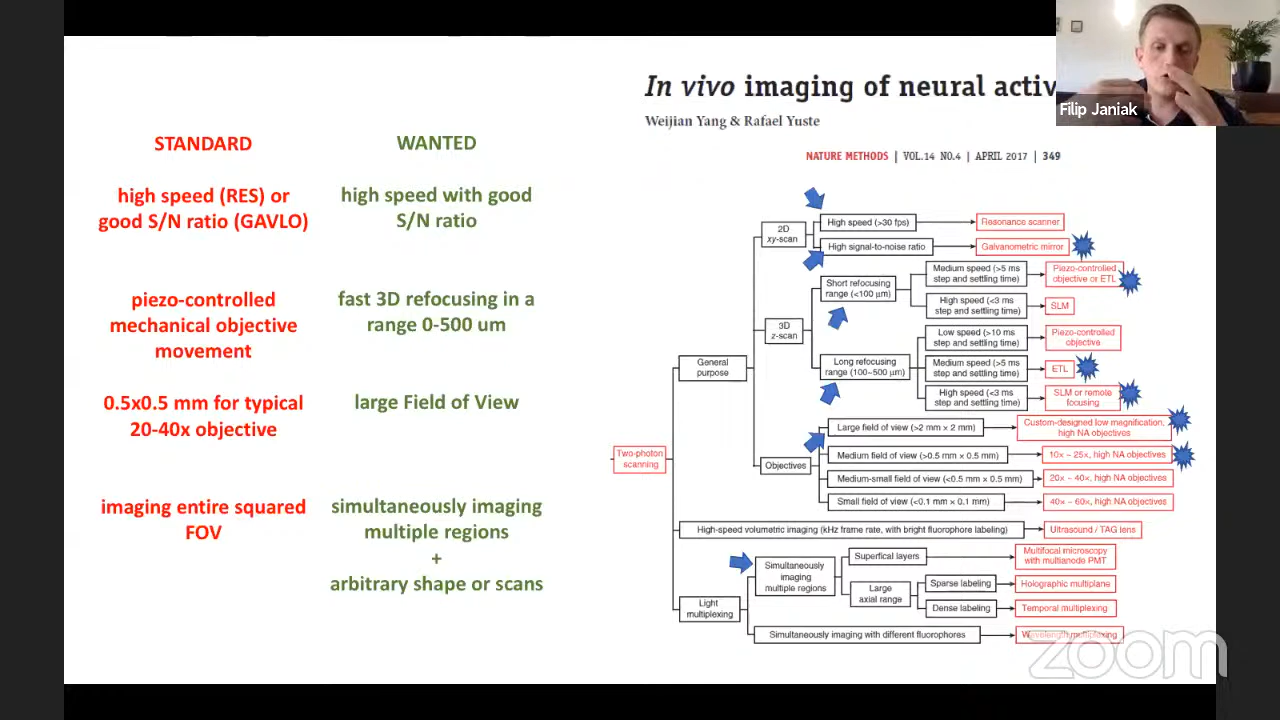 In vivo imaging of neural activ
Weijian Yang & Rafael Yuste
NATURE METHODS | VOL.14 NO.4 | APRIL 2017 | 349
Filip Janiak
STANDARD
high speed (RES) or
good S/N ratio (GAVLO)
piezo-controlled
mechanical objective
movement
0.5x0.5 mm for typical
20-40x objective
imaging entire squared
FOV
WANTED
high speed with good
S/N ratio
fast 3D refocusing in a
range 0-500 um
large Field of View
simultaneously imaging
multiple regions
+
arbitrary shape or scans
Two-photon
scanning
General
purpose
2D
xy-scan
High speed (>30 fps)
Resonance scanner
High signal-to-noise ratio
Galvanometric mirror
3D
z-scan
Short refocusing
range (<100 µm)
Medium speed (>5 ms
step and settling time)
Piezo-controlled
objective or ETL
High speed (<3 ms
step and settling time)
SLM
Long refocusing
range (100~500 µm)
Low speed (>10 ms
step and settling time)
Piezo-controlled
objective
Medium speed (>5 ms
step and settling time)
ETL
High speed (<3 ms
step and settling time)
SLM or remote
focusing
Objectives
Large field of view (>2 mm × 2 mm)
Custom-designed low magnification,
high NA objectives
Medium field of view (>0.5 mm × 0.5 mm)
10× ~ 25×, high NA objectives
Medium-small field of view (<0.5 mm × 0.5 mm)
20× ~ 40×, high NA objectives
Small field of view (<0.1 mm × 0.1 mm)
40× ~ 60×, high NA objectives
High-speed volumetric imaging (kHz frame rate, with bright fluorophore labeling)
Ultrasound / TAG lens
Light
multiplexing
Simultaneously
imaging
multiple regions
Superfical layers
Multifocal microscopy
with multianode PMT
Large
axial range
Sparse labeling
Holographic multiplane
Dense labeling
Temporal multiplexing
Simultaneously imaging with different fluorophores
Wavelength multiplexing
zoom